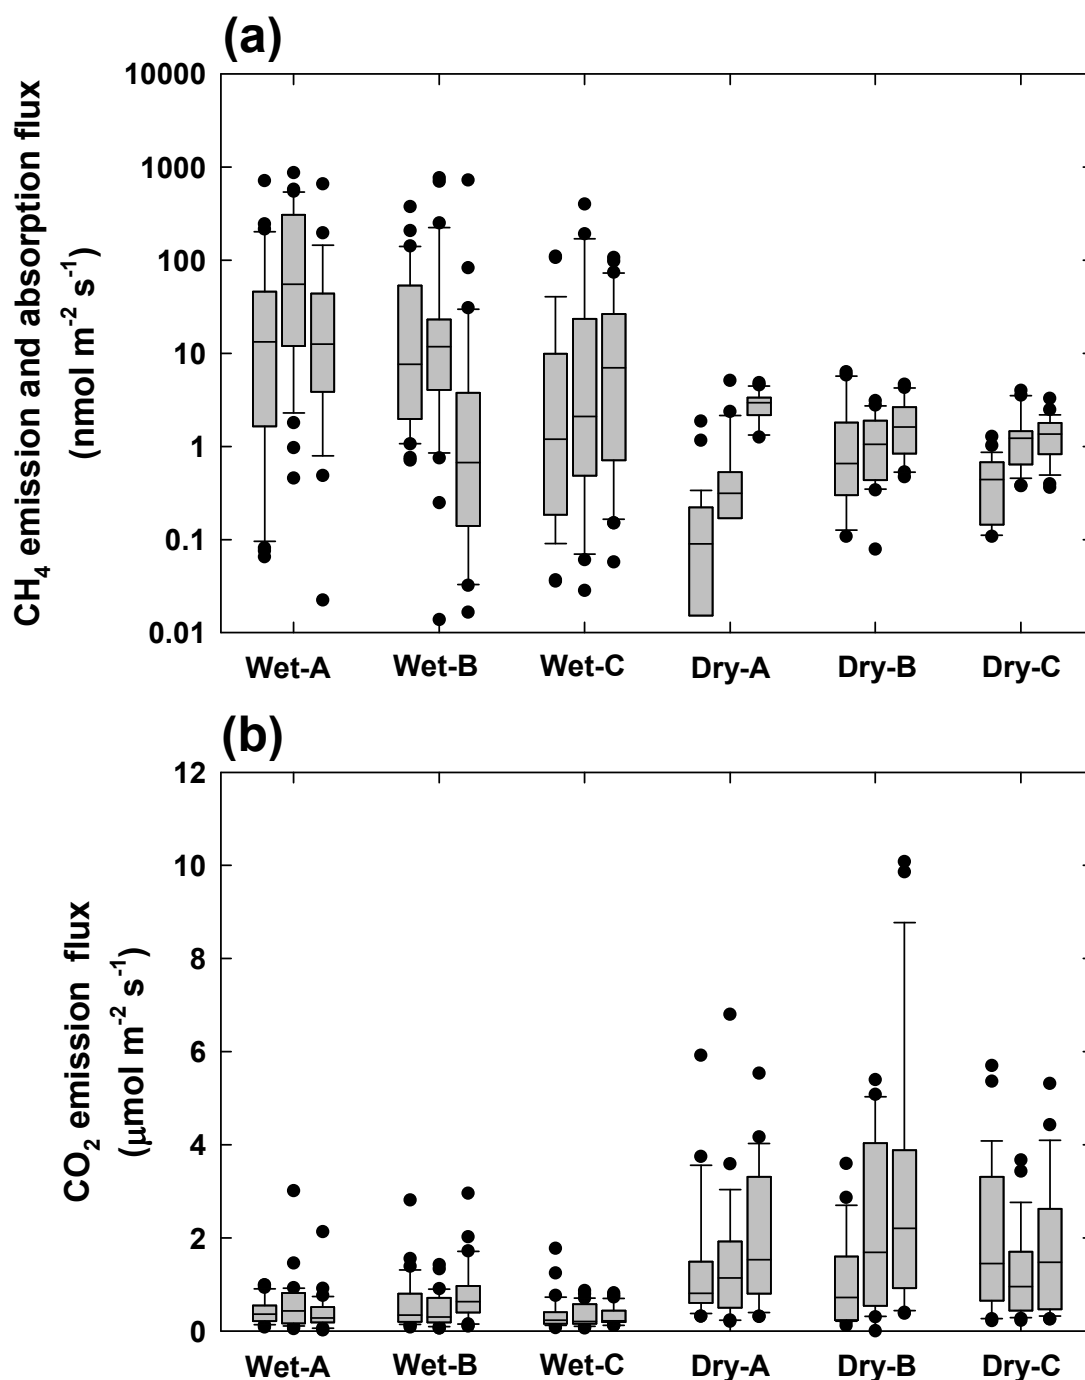 (a)
CH4 emission and absorption flux
(nmol m-2 s-1)
10000
1000
100
10
1
0.1
0.01
Wet-A Wet-B Wet-C Dry-A Dry-B Dry-C
(b)
CO2 emission flux
(μmol m-2 s-1)
12
10
8
6
4
2
0
Wet-A Wet-B Wet-C Dry-A Dry-B Dry-C